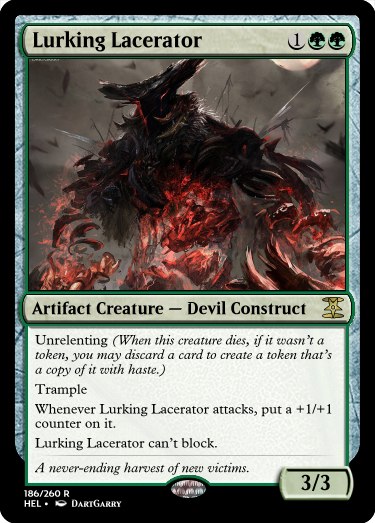 Lurking Lacerator 1
Artifact Creature — Devil Construct
Unrelenting (When this creature dies, if it wasn't a
token, you may discard a card to create a token that's
a copy of it with haste.)
Trample
Whenever Lurking Lacerator attacks, put a +1/+1
counter on it.
Lurking Lacerator can't block.
A never-ending harvest of new victims.
3/3
186/260 R
HEL • DartGarry